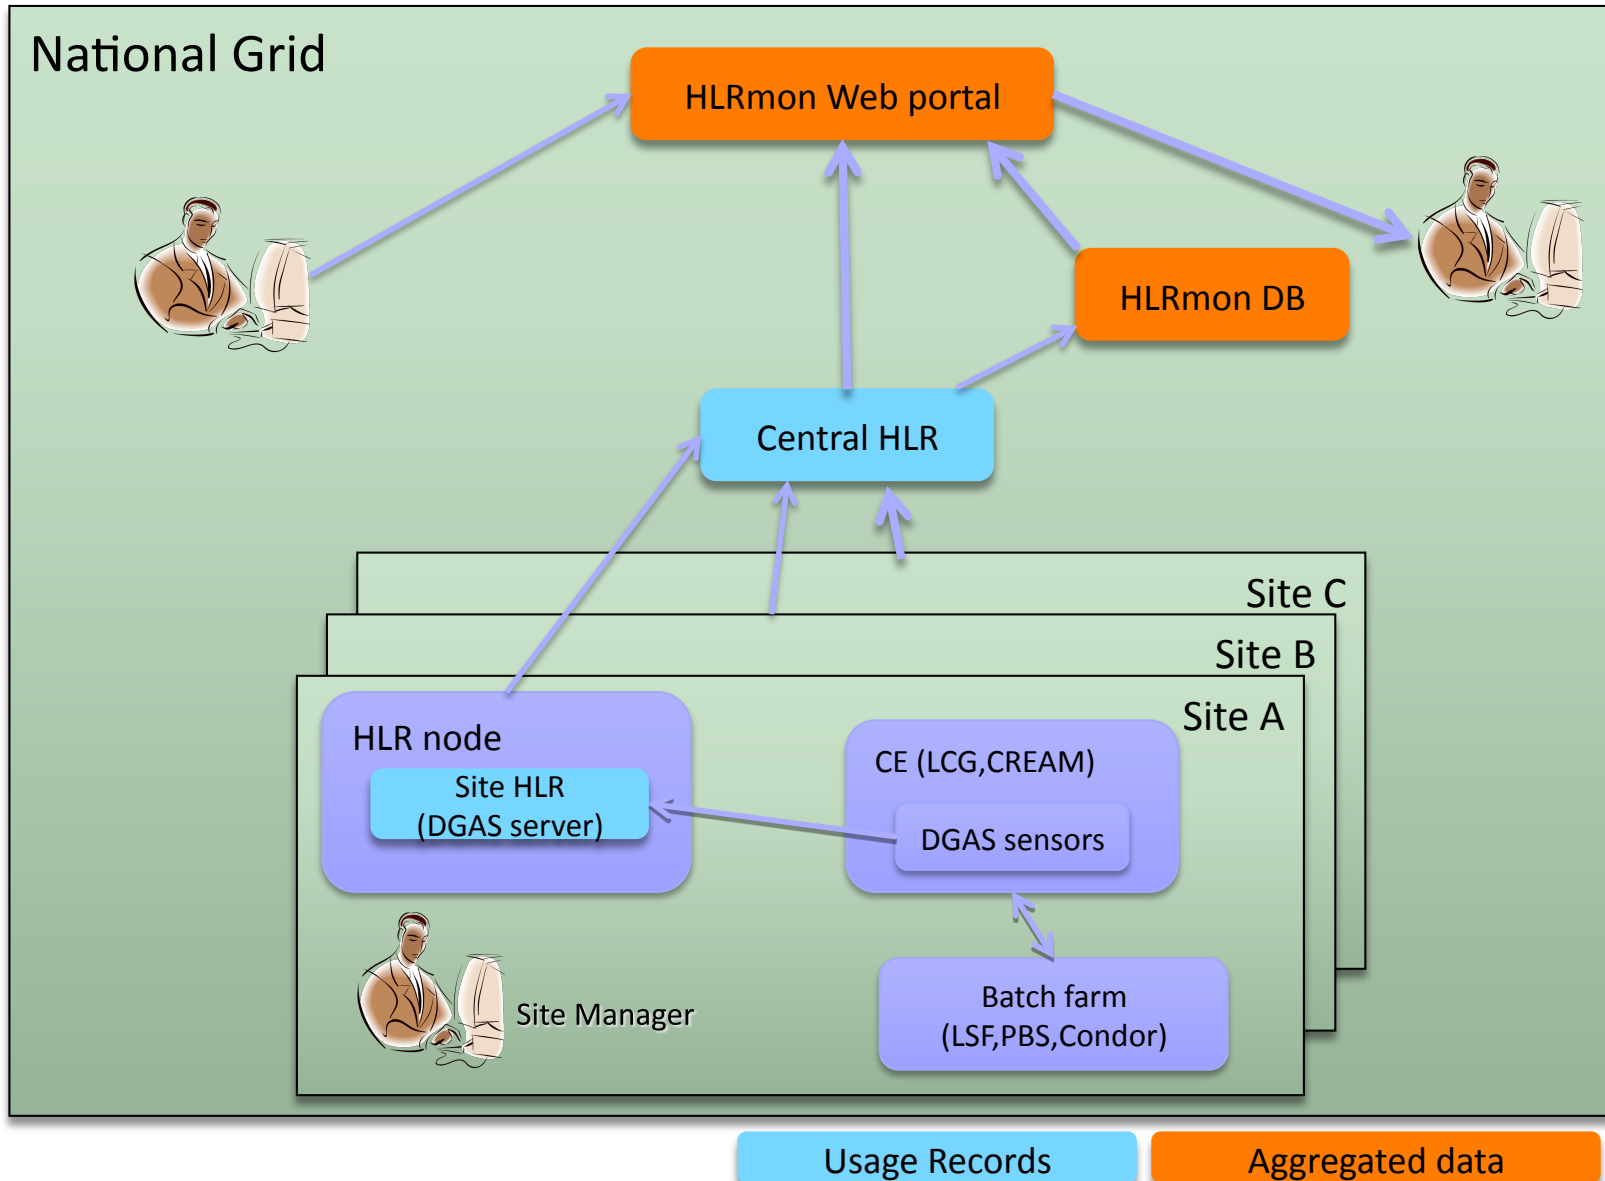 National Grid
HLRmon Web portal
HLRmon DB
Central HLR
Site C
Site B
Site A
HLR node
Site HLR
(DGAS server)
CE (LCG,CREAM)
DGAS sensors
Site Manager
Batch farm
(LSF,PBS,Condor)
Usage Records
Aggregated data